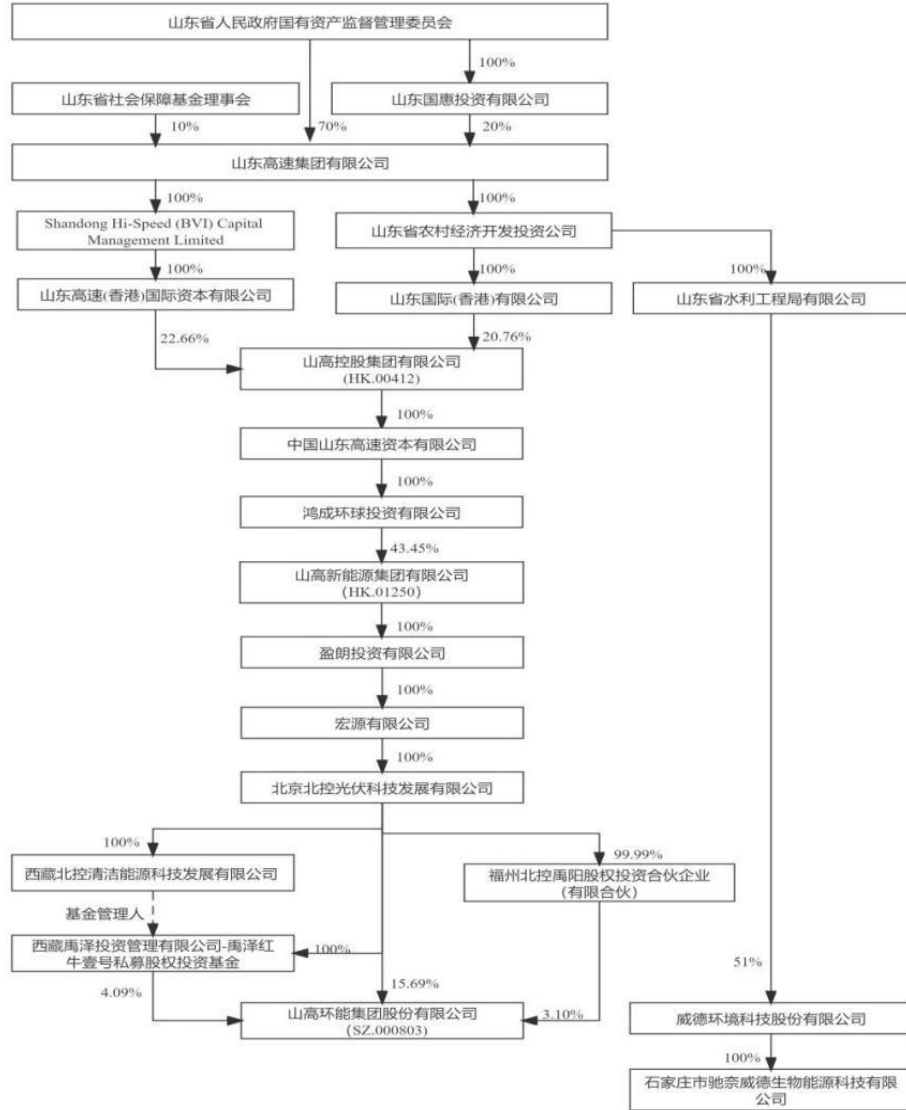 山东省人民政府国有资产监督管理委员会
100%
山东省社会保障基金理事会
山东国惠投资有限公司
10%
70%
20%
山东高速集团有限公司
100%
100%
Shandong Hi-Speed (BVI) Capital
Management Limited
山东省农村经济开发投资公司
100%
100%
100%
山东高速(香港)国际资本有限公司
山东国际(香港)有限公司
山东省水利工程局有限公司
22.66%
20.76%
山高控股集团有限公司
(HK.00412)
100%
中国山东高速资本有限公司
100%
鸿成环球投资有限公司
43.45%
山高新能源集团有限公司
(HK.01250)
100%
盈朗投资有限公司
100%
宏源有限公司
100%
北京北控光伏科技发展有限公司
100%
99.99%
西藏北控清洁能源科技发展有限公司
福州北控禹阳股权投资合伙企业
(有限合伙)
基金管理人
西藏禹泽投资管理有限公司-禹泽红
牛壹号私募股权投资基金
100%
51%
4.09%
15.69%
3.10%
山高环能集团股份有限公司
(SZ.000803)
威德环境科技股份有限公司
100%
石家庄市驰奈威德生物能源科技有限
公司